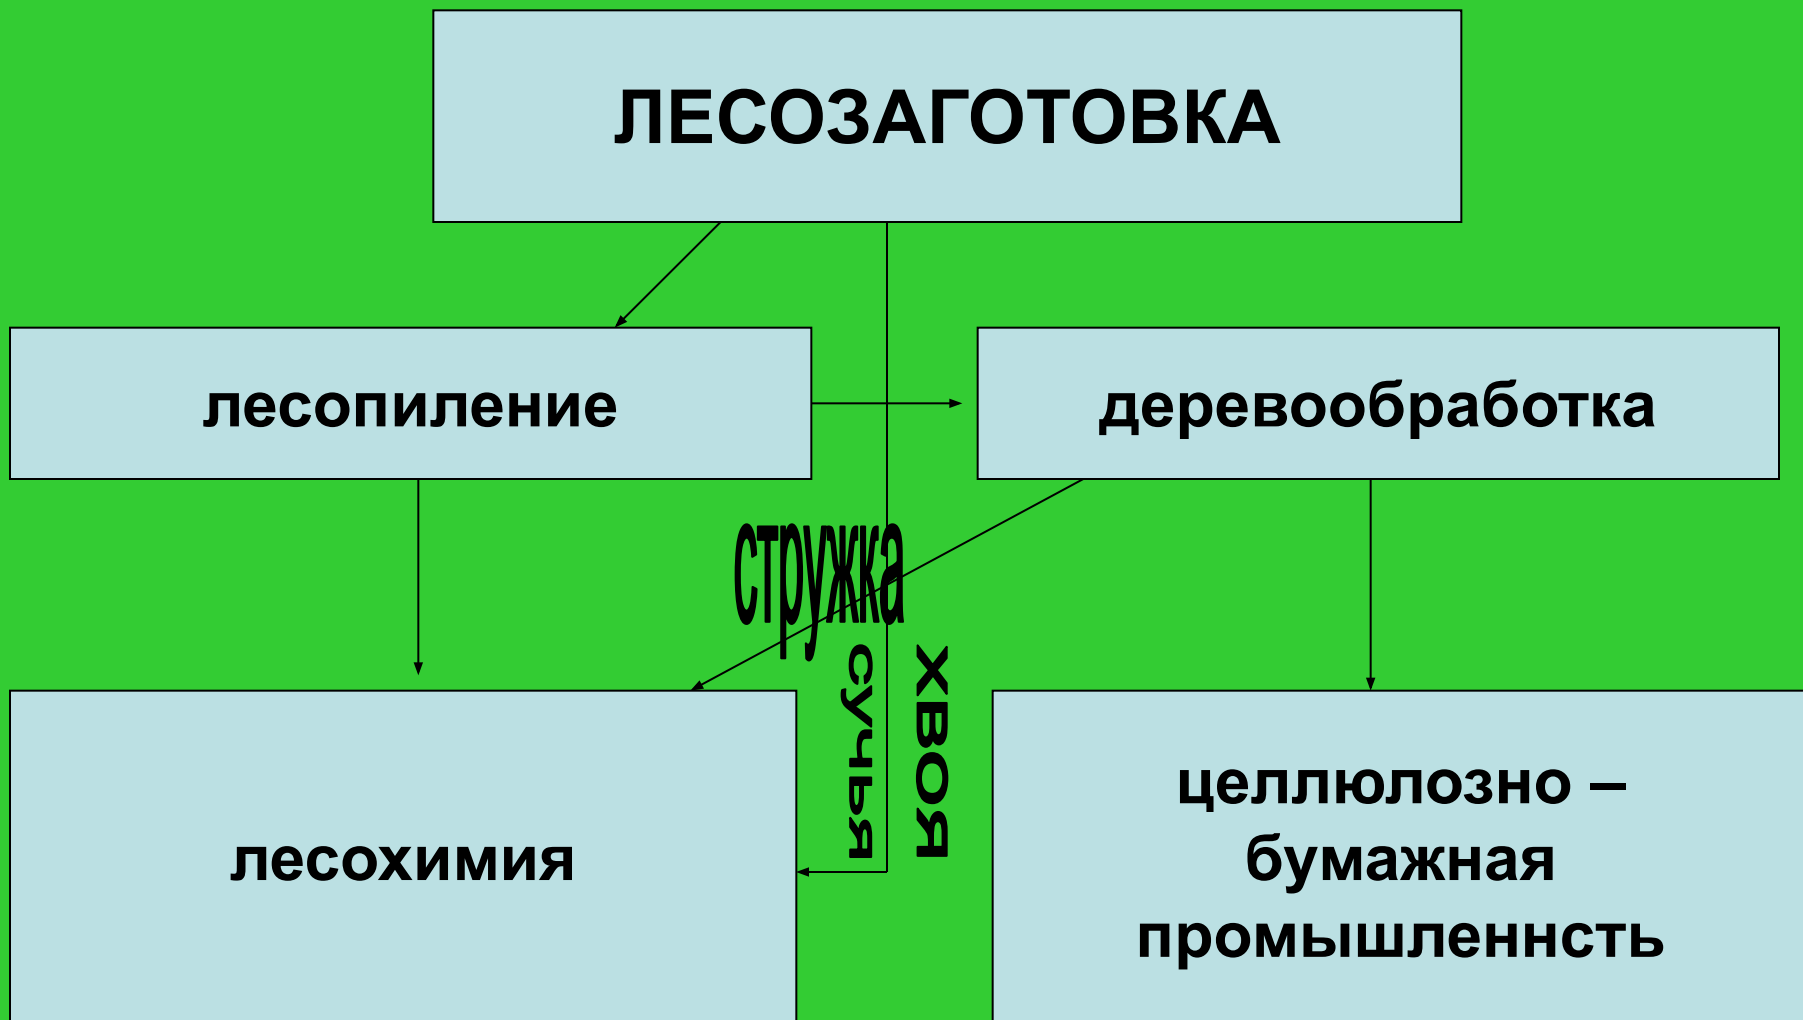 ЛЕСОЗАГОТОВКА
лесопиление
деревообработка
стружка
сучья
хвоя
лесохимия
целлюлозно –
бумажная
промышленнсть